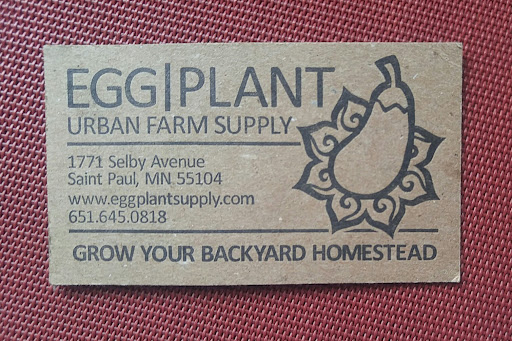 EGG|PLANT
URBAN FARM SUPPLY
1771 Selby Avenue
Saint Paul, MN 55104
www.eggplantsupply.com
651.645.0818
GROW YOUR BACKYARD HOMESTEAD